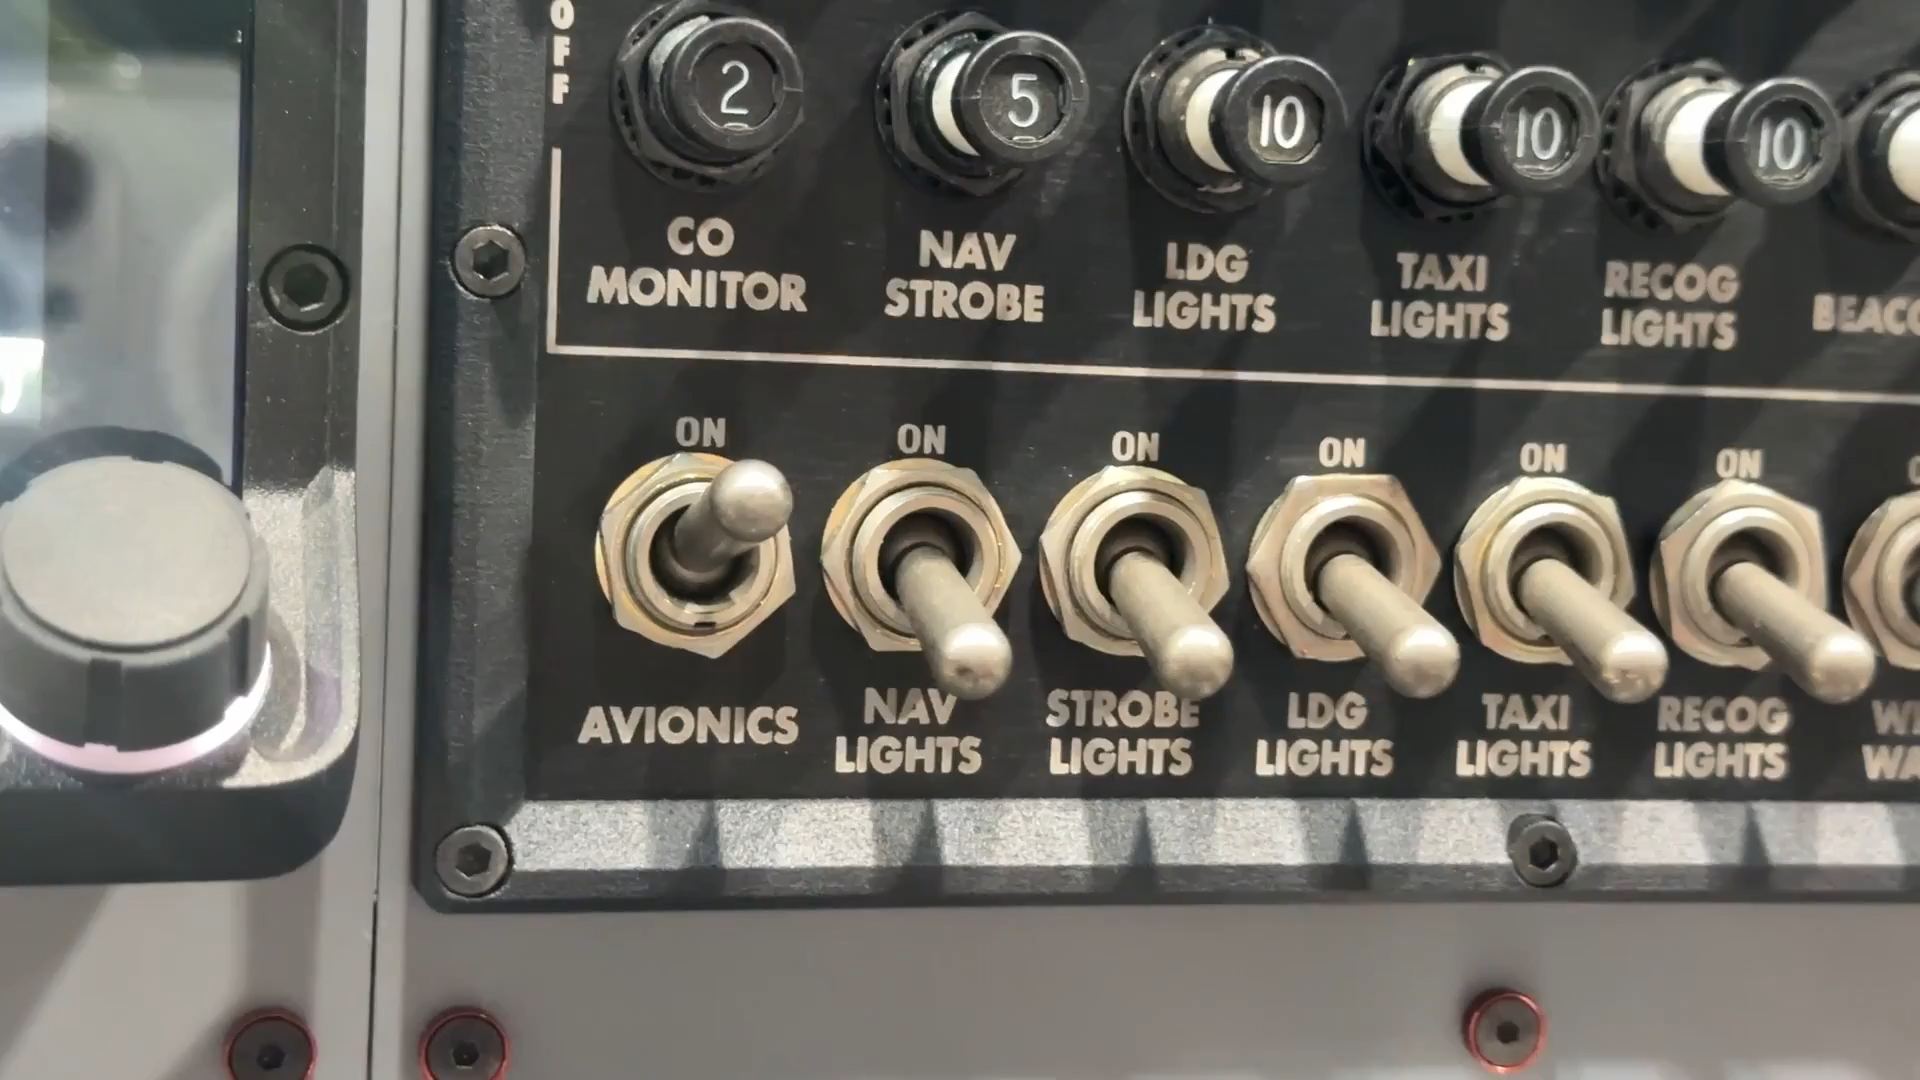 OFF
2 5 10 10 10
CO MONITOR
NAV STROBE
LDG LIGHTS
TAXI LIGHTS
RECOG LIGHTS
BEACO
ON ON ON ON ON ON
AVIONICS
NAV LIGHTS
STROBE LIGHTS
LDG LIGHTS
TAXI LIGHTS
RECOG LIGHTS